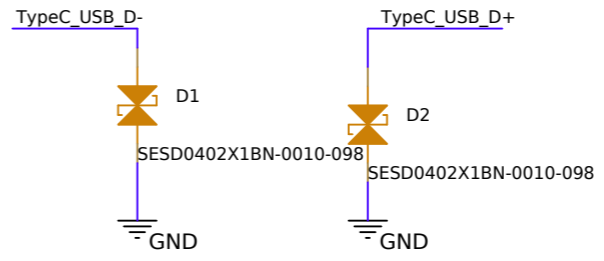 TypeC_USB_D-
TypeC_USB_D+
D1
D2
SESD0402X1BN-0010-098
SESD0402X1BN-0010-098
GND
GND